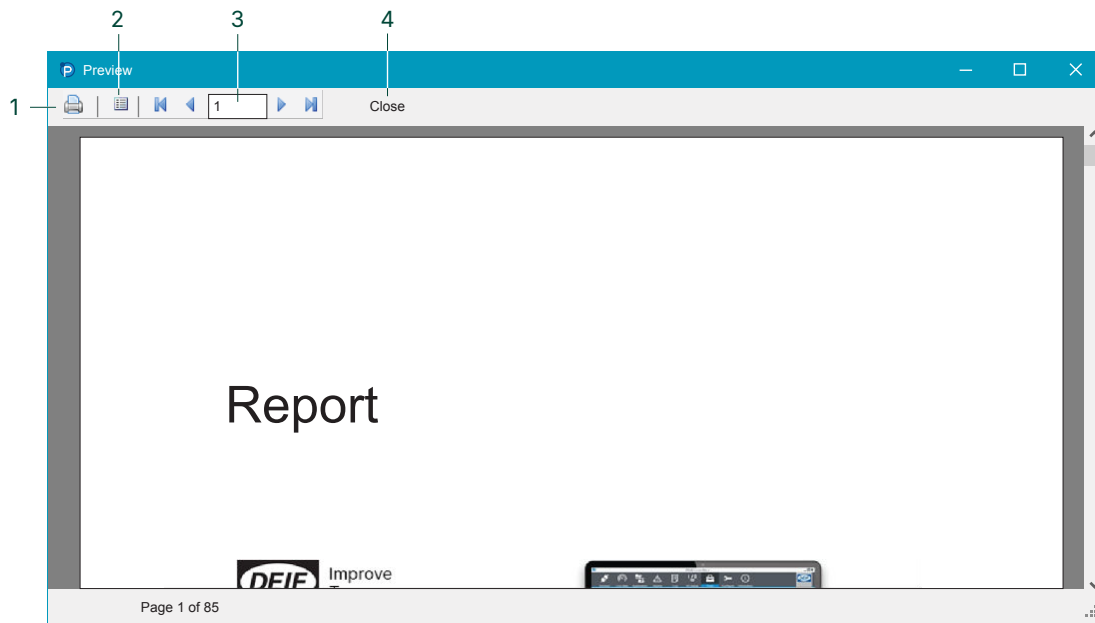 2 3 4
Preview
1
1 Close
Report
DEIF Improve
Page 1 of 85